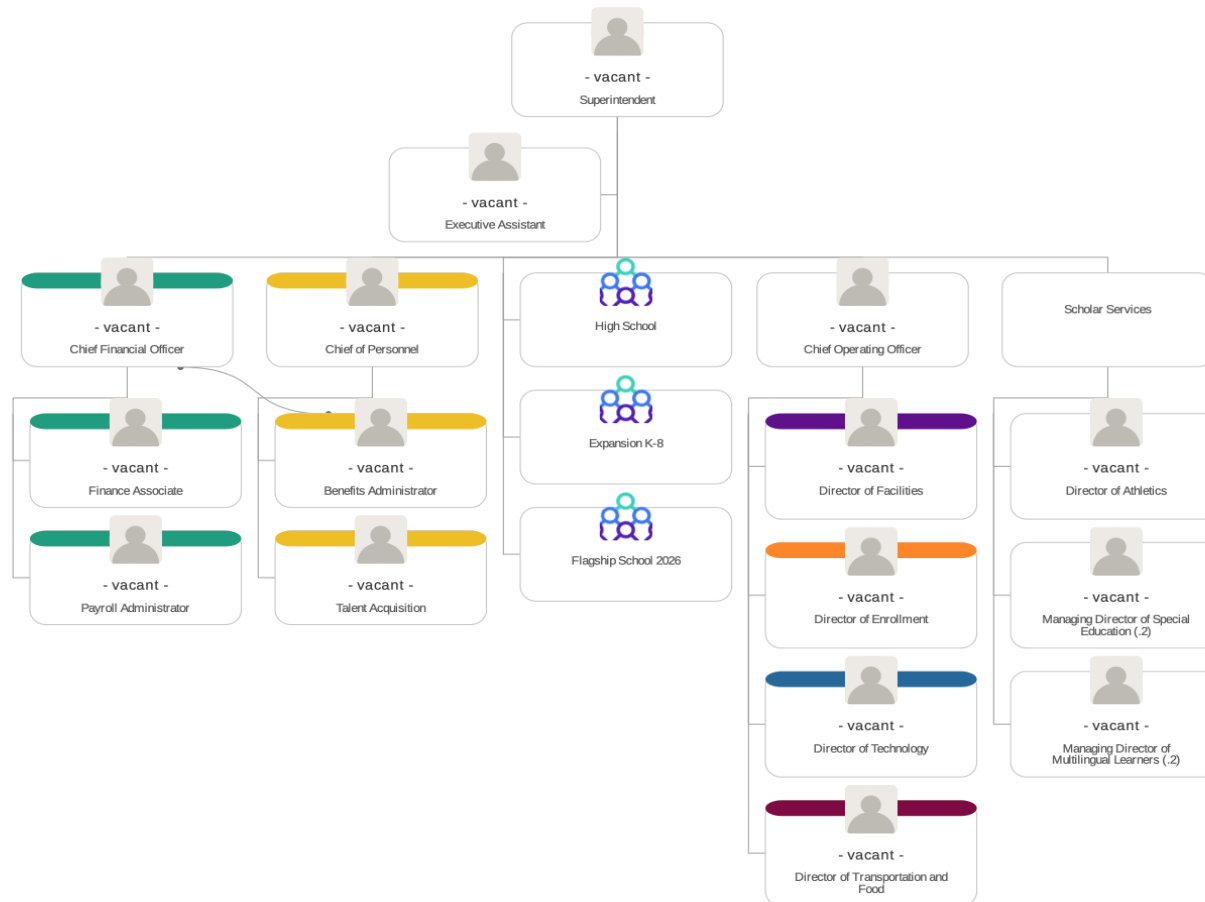 - vacant -
Superintendent
- vacant -
Executive Assistant
- vacant -
Chief Financial Officer
- vacant -
Chief of Personnel
High School
- vacant -
Chief Operating Officer
Scholar Services
- vacant -
Finance Associate
- vacant -
Payroll Administrator
- vacant -
Benefits Administrator
- vacant -
Talent Acquisition
Expansion K-8
Flagship School 2026
- vacant -
Director of Facilities
- vacant -
Director of Enrollment
- vacant -
Director of Technology
- vacant -
Director of Transportation and
Food
- vacant -
Director of Athletics
- vacant -
Managing Director of Special
Education (.2)
- vacant -
Managing Director of
Multilingual Learners (.2)